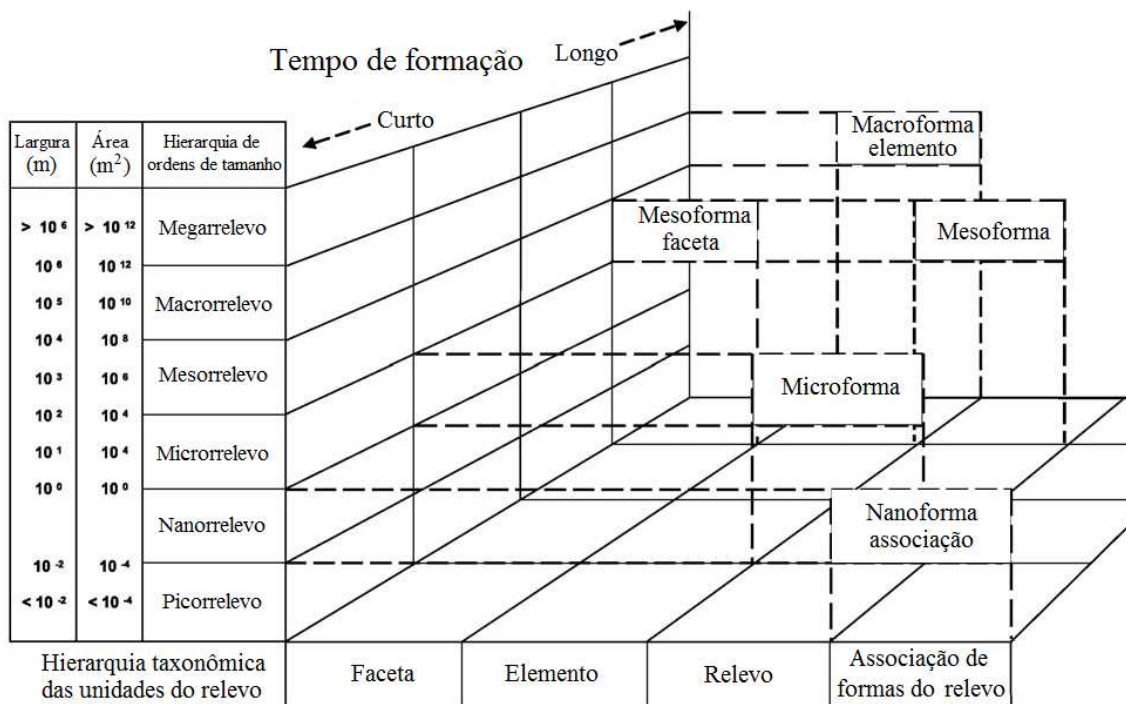 Tempo de formação
Longo
Curto
Largura
(m)
Área
(m²)
Hierarquia de
ordens de tamanho
> 10⁶
> 10¹²
Megarrelevo
10⁶
10¹²
10⁵
10¹⁰
Macrorrelevo
10⁴
10⁸
10³
10⁶
Mesorrelevo
10²
10⁴
10¹
10⁴
Microrrelevo
10⁰
10⁰
Nanorrelevo
10⁻²
10⁻⁴
< 10⁻²
< 10⁻⁴
Picorrelevo
Macroforma
elemento
Mesoforma
faceta
Mesoforma
Microforma
Nanoforma
associação
Hierarquia taxonômica
das unidades do relevo
Faceta
Elemento
Relevo
Associação de
formas do relevo